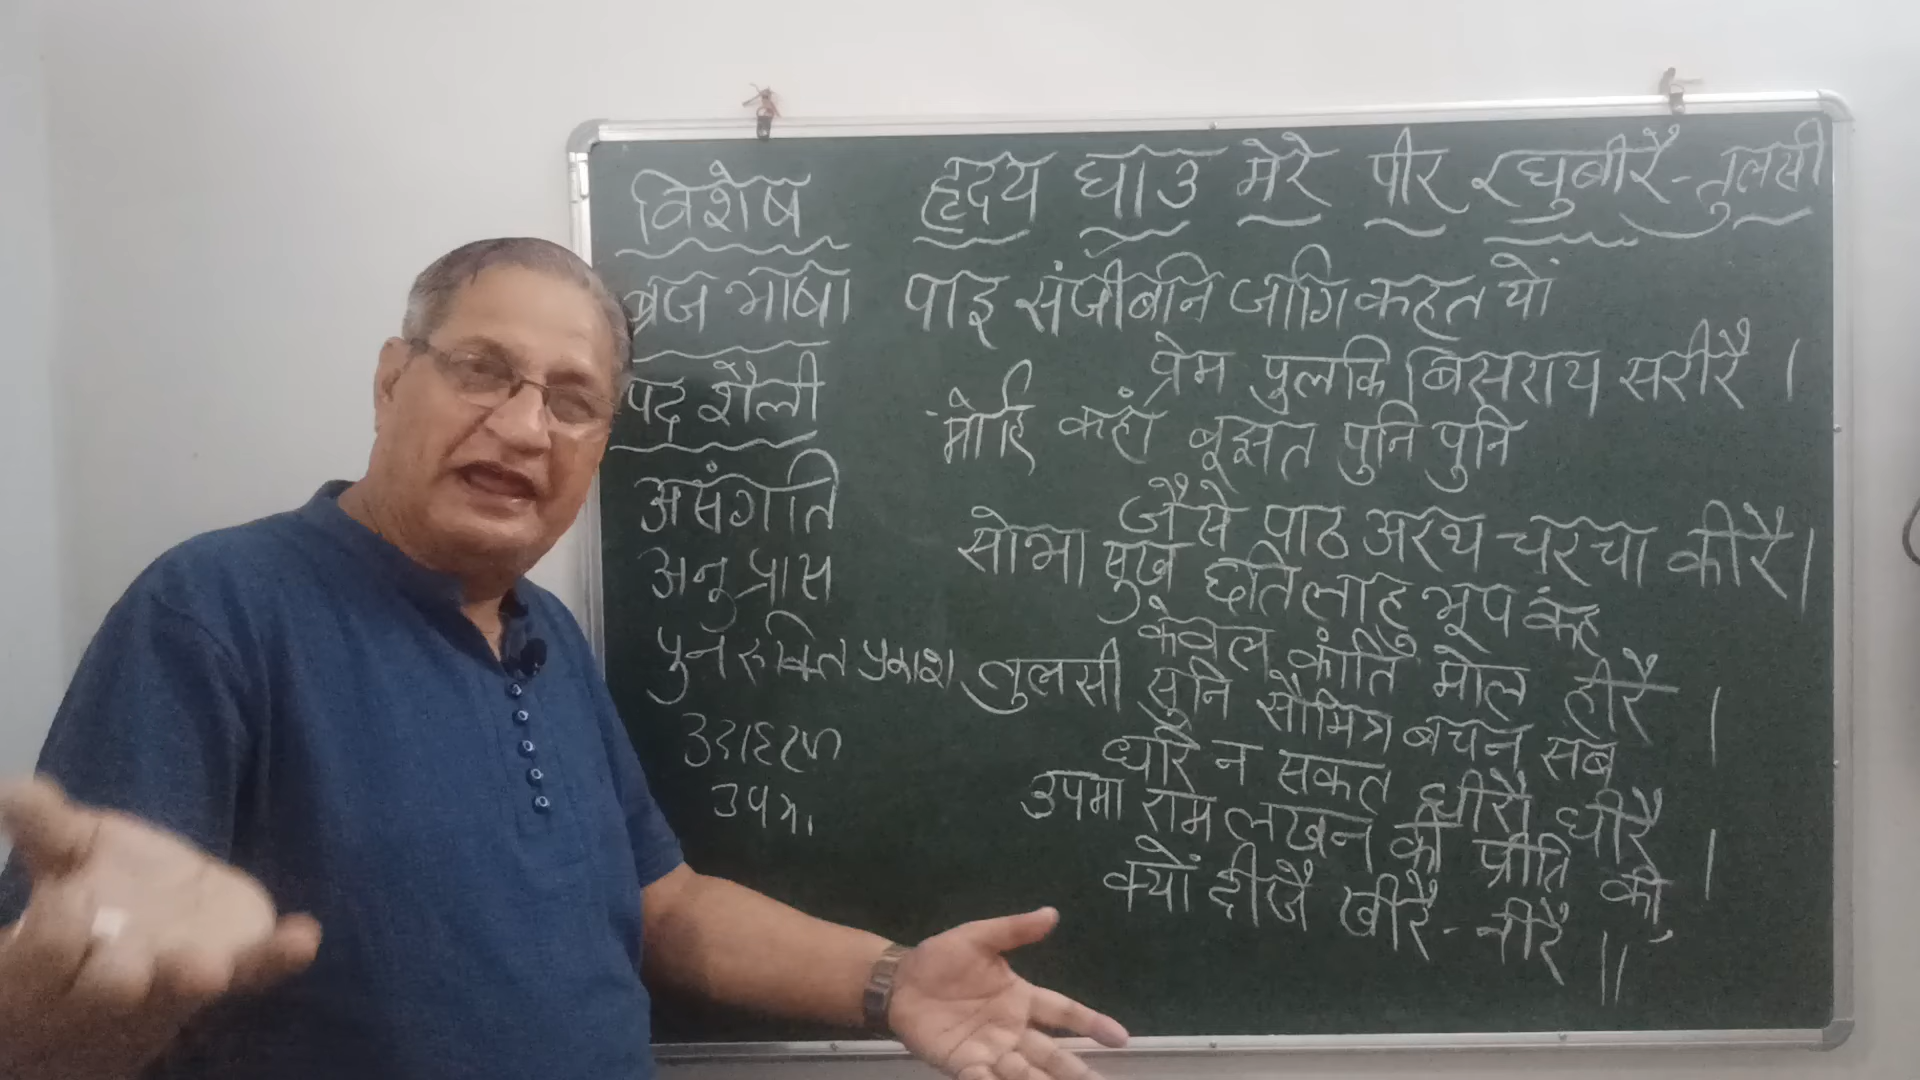 विशेष
ब्रज भाषा
पद शैली
असंगति
अनुप्रास
पुनरुक्ति प्रकाश
उदाहरण
उपमा
हृदय घाउ मेरे पीर रघुबीरै - तुलसी
पाइ संजीबनि जागि कहत यों
प्रेम पुलकि बिसराय सरीरै ।
मोहि कहा बूझत पुनि पुनि
जैसे पाठ अरथ चरचा कीरै ।
सोभा सुख छति लाहु भूप कह
केवल कांति मोल हीरै ।
तुलसी सुनि सौमित्र बचन सब
धरि न सकत धीरौ धीरै ।
उपमा राम लखन की प्रीति को
क्यों दीजै खीरै - नीरै ॥